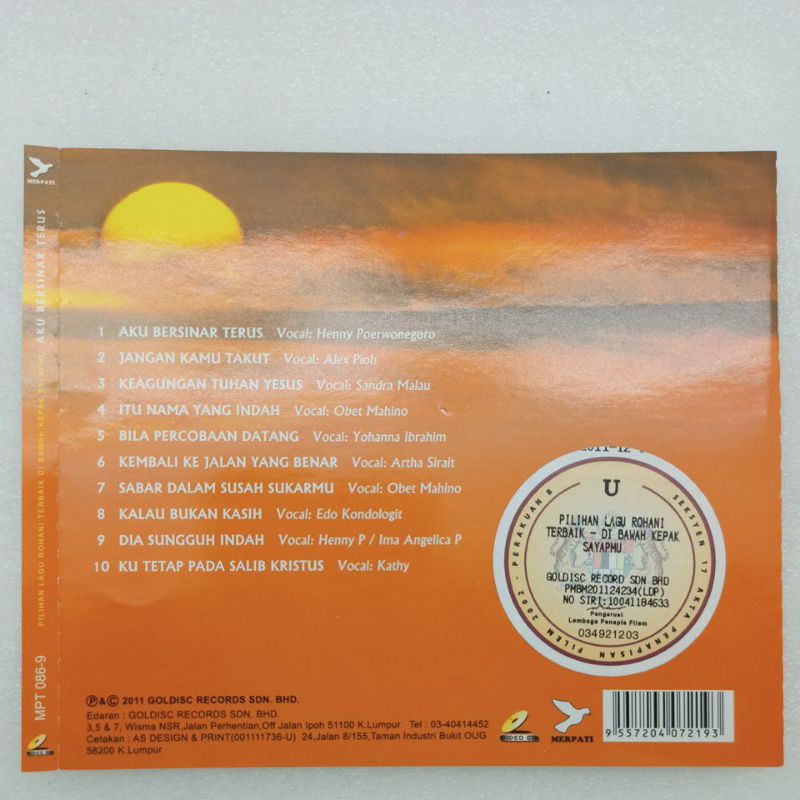 MERPATI
AKU BERSINAR TERUS
PILIHAN LAGU ROHANI TERBAIK DI BAWAH KEPAK SAYAPMU
MPT 086-9
1 AKU BERSINAR TERUS Vocal: Henny Poerwonegoro
2 JANGAN KAMU TAKUT Vocal: Alex Pioh
3 KEAGUNGAN TUHAN YESUS Vocal: Sandra Malau
4 ITU NAMA YANG INDAH Vocal: Obet Mahino
5 BILA PERCOBAAN DATANG Vocal: Yohanna Ibrahim
6 KEMBALI KE JALAN YANG BENAR Vocal: Artha Sirait
7 SABAR DALAM SUSAH SUKARMU Vocal: Obet Mahino
8 KALAU BUKAN KASIH Vocal: Edo Kondologit
9 DIA SUNGGUH INDAH Vocal: Henny P / Ima Angelica P
10 KU TETAP PADA SALIB KRISTUS Vocal: Kathy
PERAKUAN B SEKSYEN 17 AKTA PENAPISAN FILEM 2002
U
PILIHAN LAGU ROHANI
TERBAIK - DI BAWAH KEPAK
SAYAPMU
GOLDISC RECORD SDN BHD
PMBM201124234(LDP)
NO SIRI:10041184633
Pengerusi
Lembaga Penapis Filem
034921203
℗&© 2011 GOLDISC RECORDS SDN. BHD.
Edaran : GOLDISC RECORDS SDN. BHD.
3,5 & 7, Wisma NSR,Jalan Perhentian,Off Jalan Ipoh 51100 K.Lumpur Tel : 03-40414452
Cetakan : AS DESIGN & PRINT(001111736-U) 24,Jalan 8/155,Taman Industri Bukit OUG
58200 K.Lumpur
MERPATI
9 557204 072193